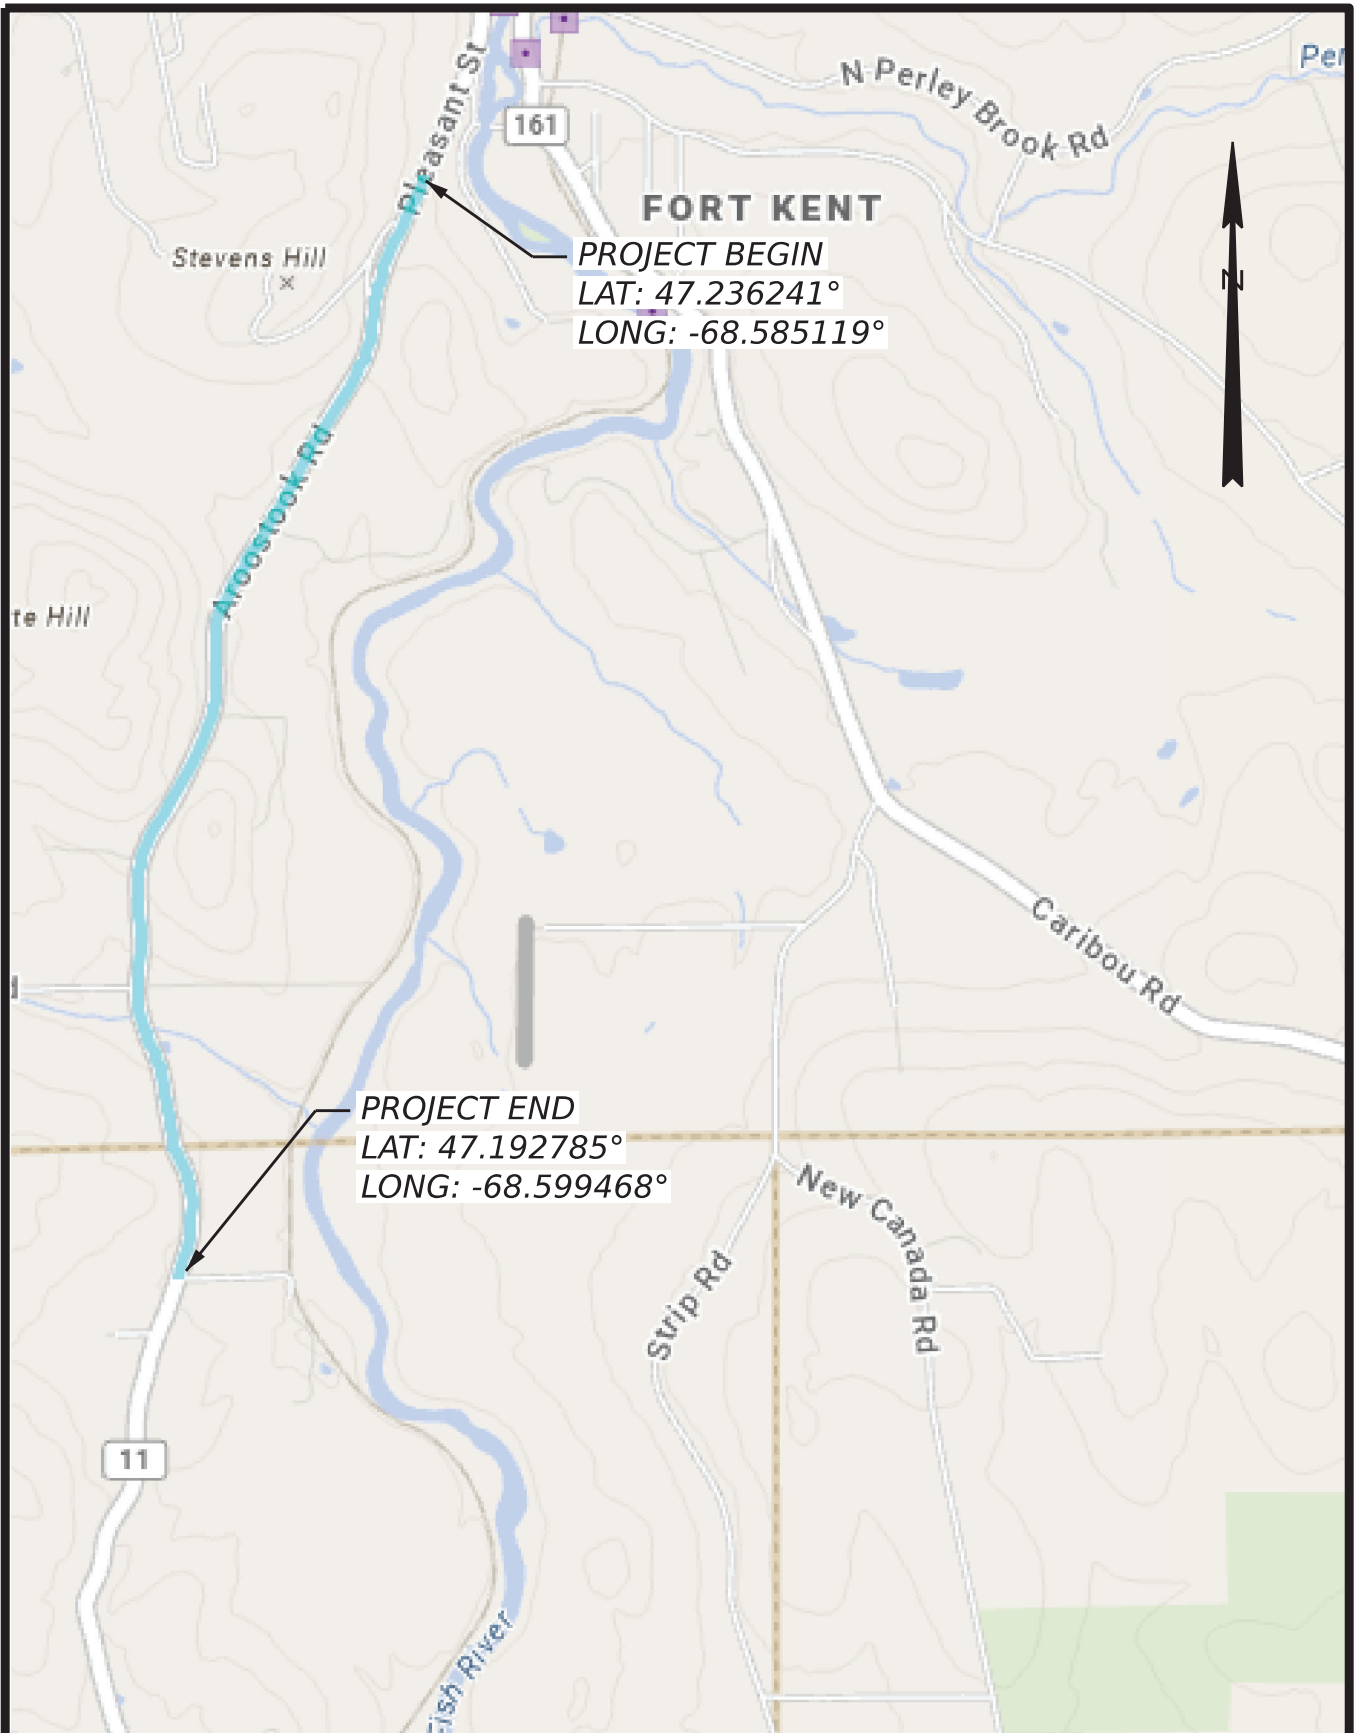 Per
N Perley Brook Rd
Pleasant St
161
FORT KENT
Stevens Hill
PROJECT BEGIN
LAT: 47.236241°
LONG: -68.585119°
N
Aroostook Rd
te Hill
Caribou Rd
d
PROJECT END
LAT: 47.192785°
LONG: -68.599468°
New Canada Rd
Strip Rd
11
Fish River